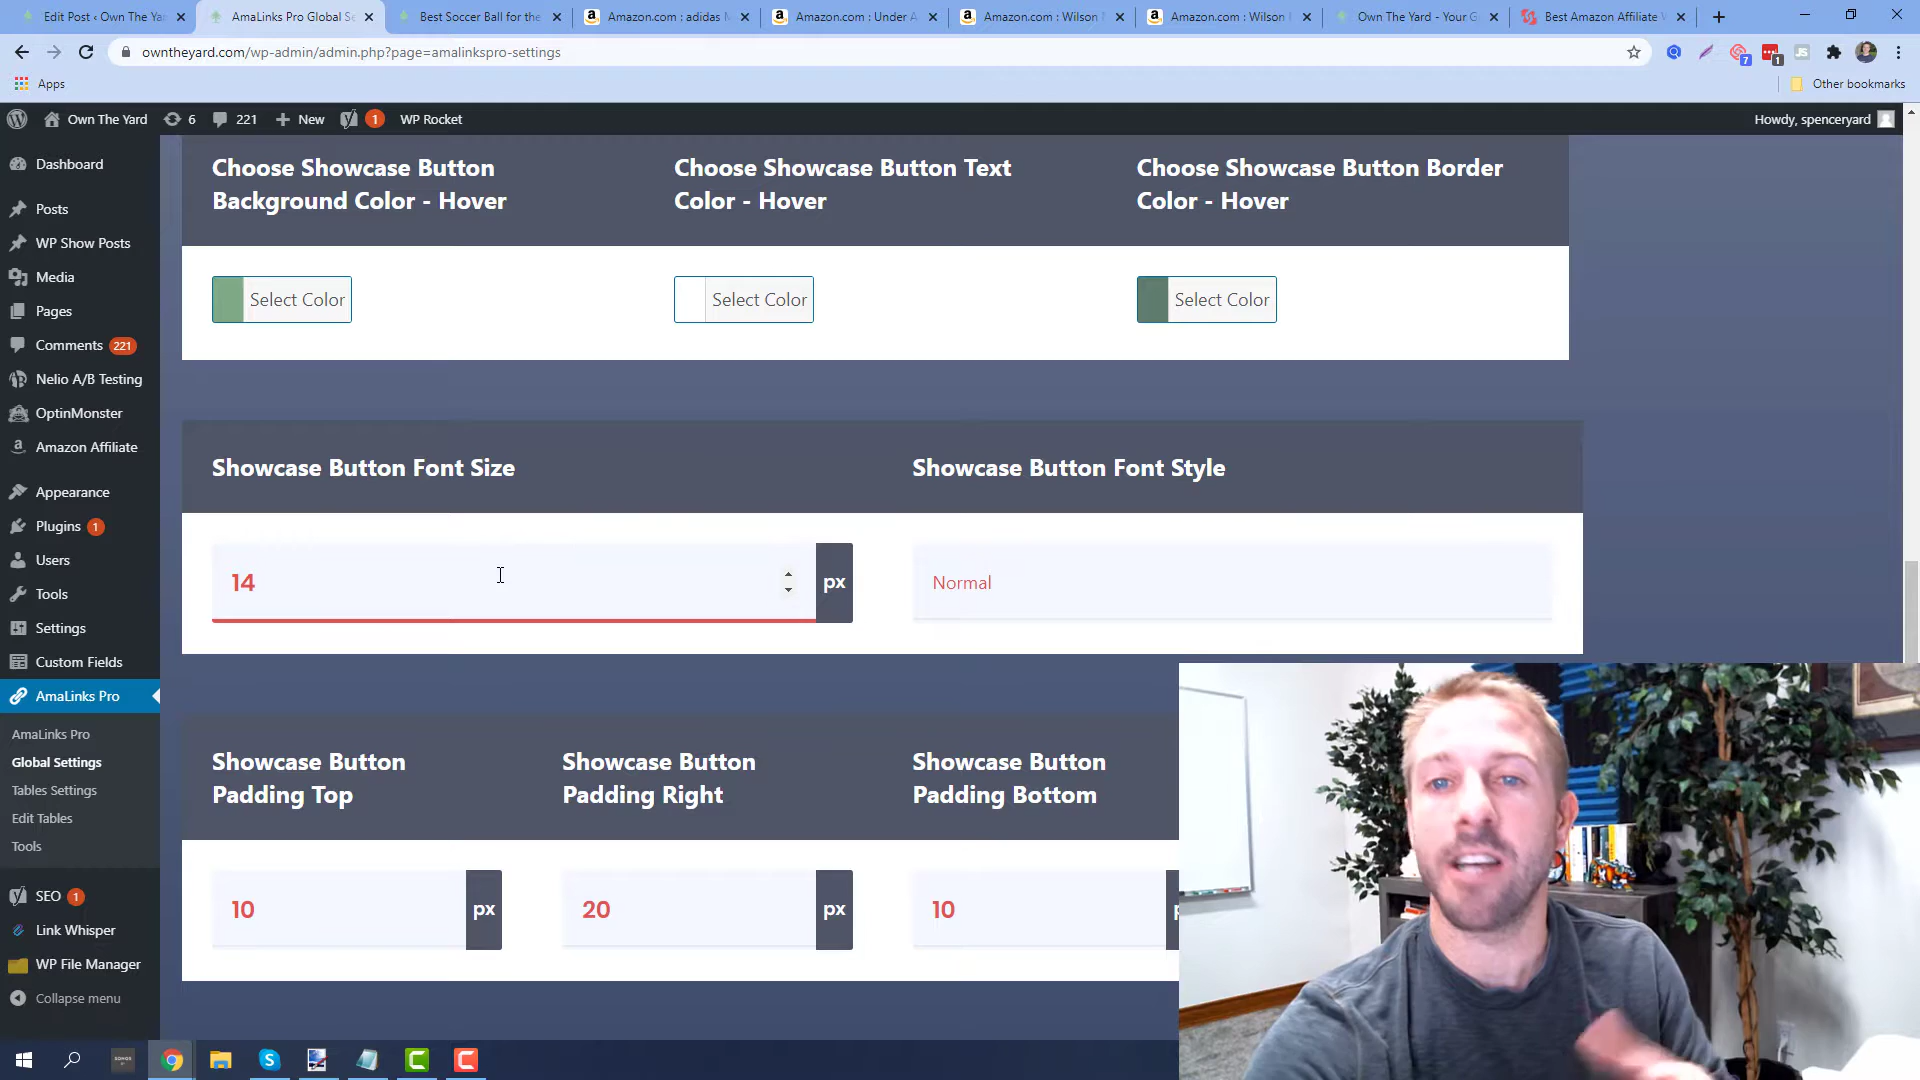 Edit Post ‹ Own The Ya
AmaLinks Pro Global Se
Best Soccer Ball for the
Amazon.com : adidas M
Amazon.com : Under A
Amazon.com : Wilson
Amazon.com : Wilson
Own The Yard - Your G
Best Amazon Affiliate
owntheyard.com/wp-admin/admin.php?page=amalinkspro-settings
7
1
JS
Apps
Other bookmarks
Own The Yard
6
221
New
1
WP Rocket
Howdy, spenceryard
Dashboard
Posts
WP Show Posts
Media
Pages
Comments 221
Nelio A/B Testing
OptinMonster
Amazon Affiliate
Appearance
Plugins 1
Users
Tools
Settings
Custom Fields
AmaLinks Pro
AmaLinks Pro
Global Settings
Tables Settings
Edit Tables
Tools
SEO 1
Link Whisper
WP File Manager
Collapse menu
Choose Showcase Button
Background Color - Hover
Choose Showcase Button Text
Color - Hover
Choose Showcase Button Border
Color - Hover
Select Color
Select Color
Select Color
Showcase Button Font Size
Showcase Button Font Style
14
px
Normal
Showcase Button
Padding Top
Showcase Button
Padding Right
Showcase Button
Padding Bottom
10
px
20
px
10